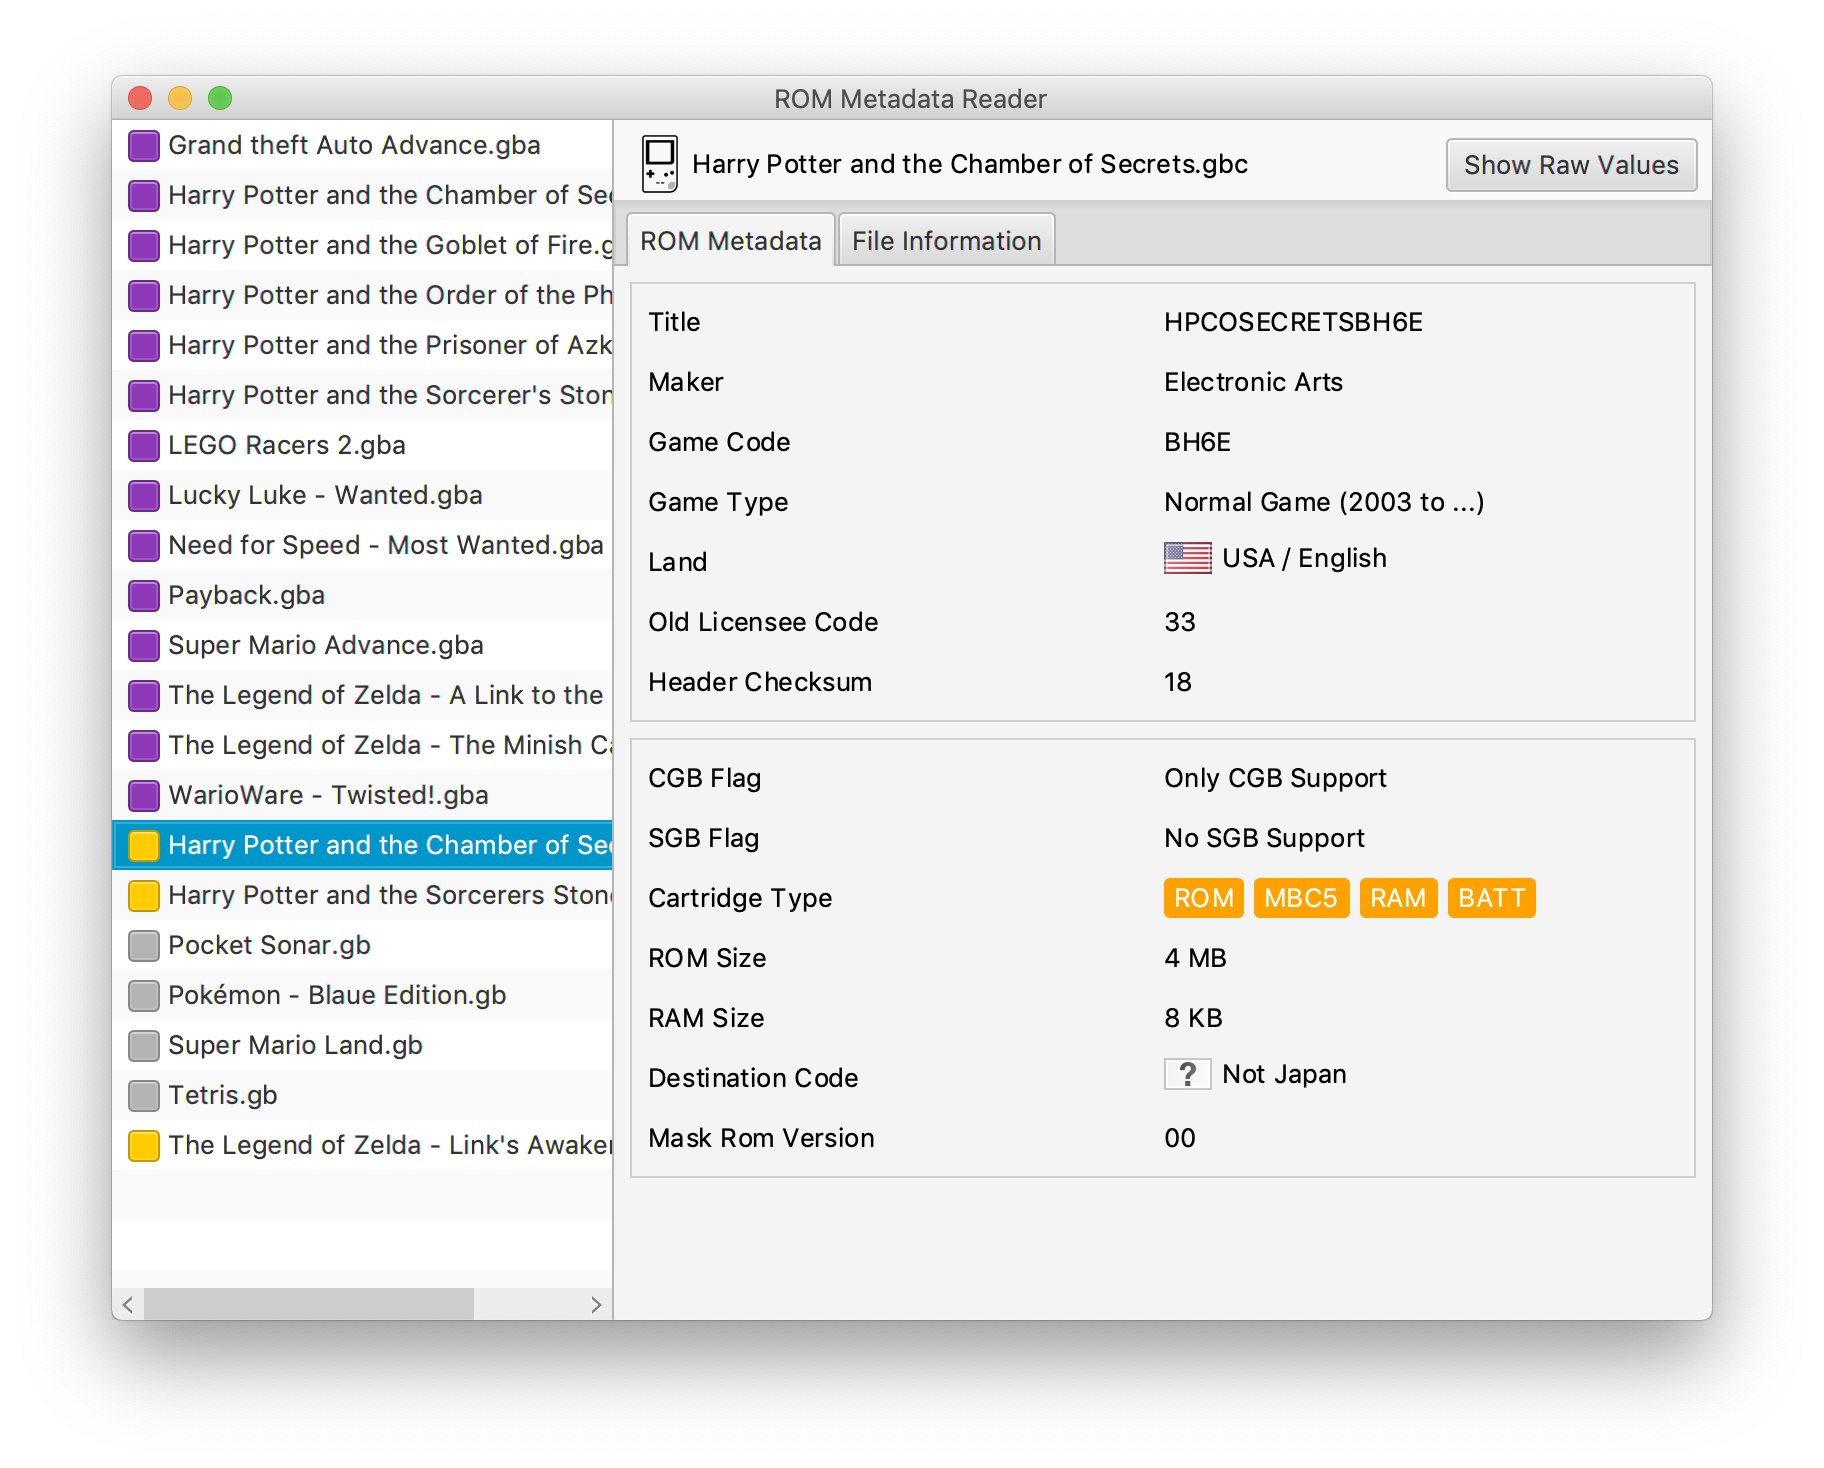 ROM Metadata Reader
Grand theft Auto Advance.gba
Harry Potter and the Chamber of Sec
Harry Potter and the Goblet of Fire.g
Harry Potter and the Order of the Ph
Harry Potter and the Prisoner of Azk
Harry Potter and the Sorcerer's Ston
LEGO Racers 2.gba
Lucky Luke - Wanted.gba
Need for Speed - Most Wanted.gba
Payback.gba
Super Mario Advance.gba
The Legend of Zelda - A Link to the
The Legend of Zelda - The Minish Ca
WarioWare - Twisted!.gba
Harry Potter and the Chamber of Sec
Harry Potter and the Sorcerers Stone
Pocket Sonar.gb
Pokémon - Blaue Edition.gb
Super Mario Land.gb
Tetris.gb
The Legend of Zelda - Link's Awaken
Harry Potter and the Chamber of Secrets.gbc
Show Raw Values
ROM Metadata File Information
Title HPCOSECRETSBH6E
Maker Electronic Arts
Game Code BH6E
Game Type Normal Game (2003 to ...)
Land USA / English
Old Licensee Code 33
Header Checksum 18
CGB Flag Only CGB Support
SGB Flag No SGB Support
Cartridge Type ROM MBC5 RAM BATT
ROM Size 4 MB
RAM Size 8 KB
Destination Code ? Not Japan
Mask Rom Version 00